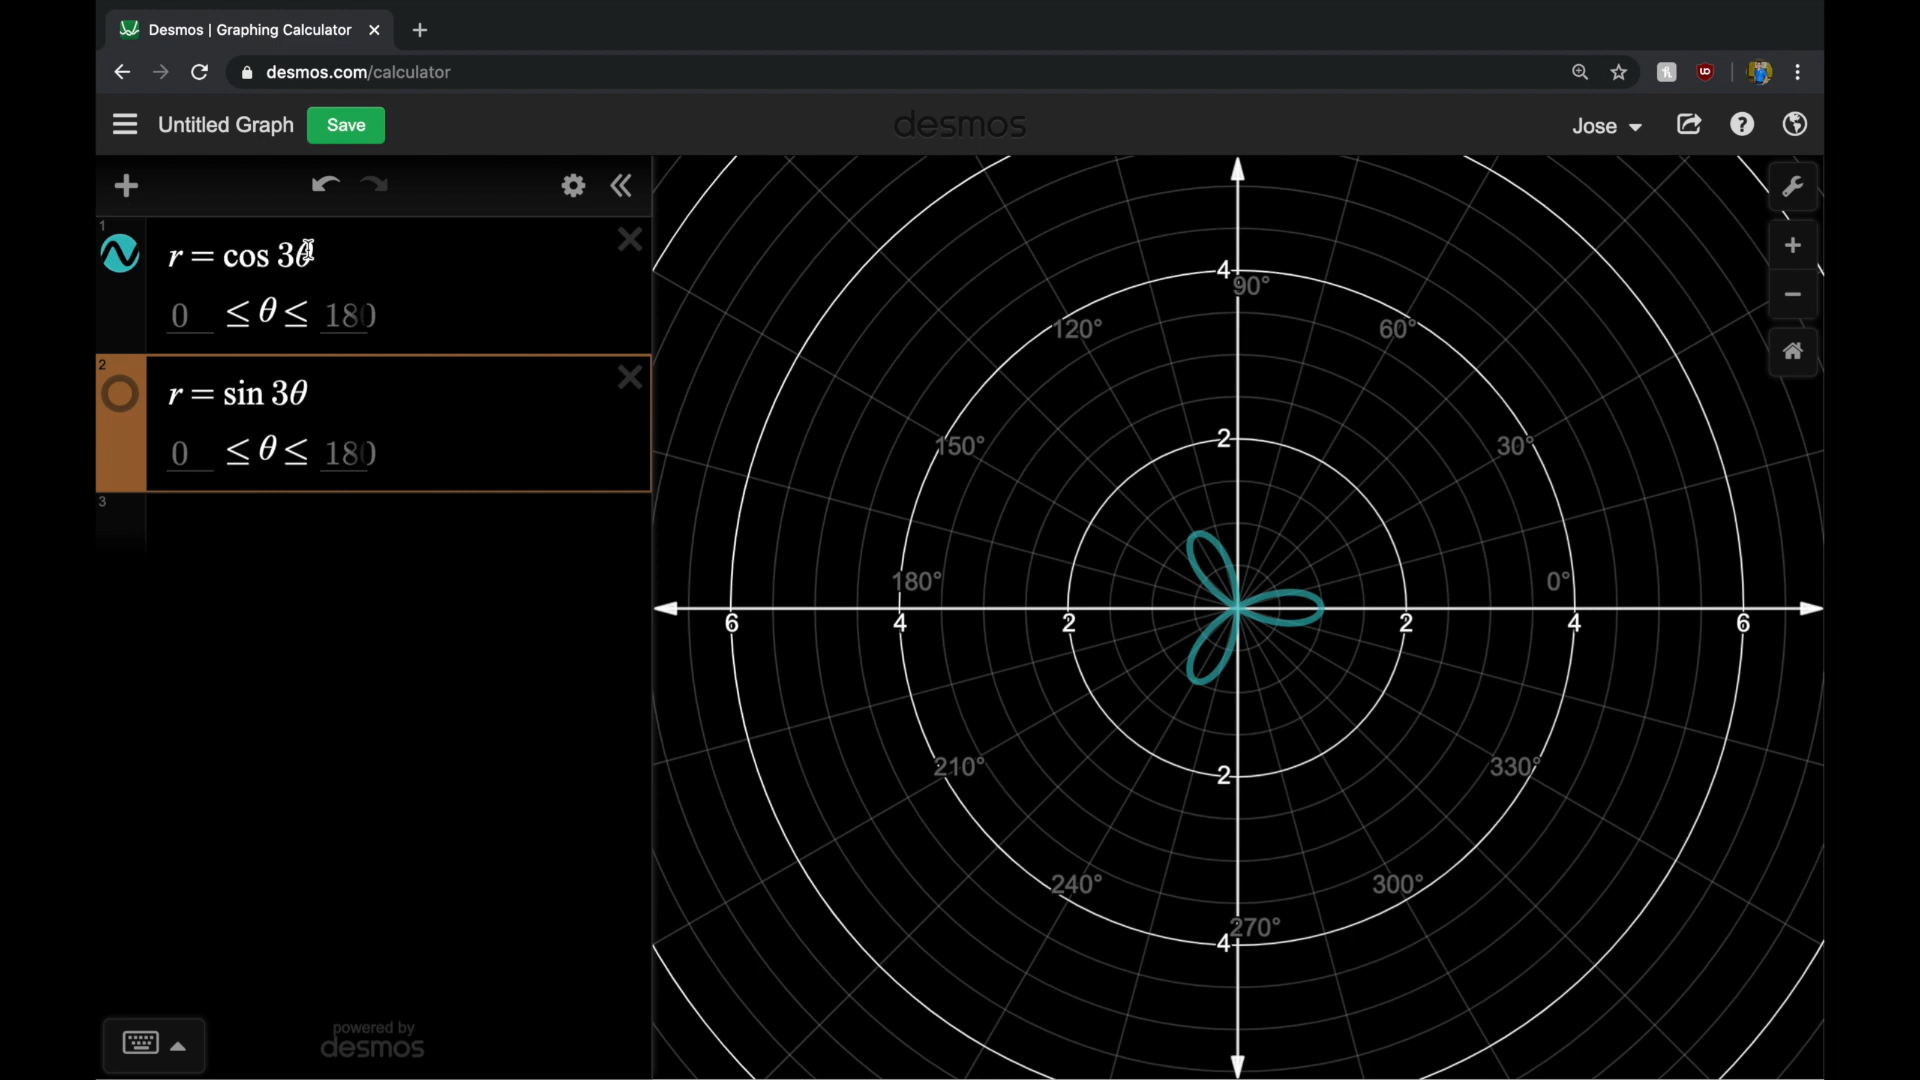 Desmos | Graphing Calculator
desmos.com/calculator
Untitled Graph
Save
desmos
Jose
1
r = cos 3θ
0 ≤ θ ≤ 180
2
r = sin 3θ
0 ≤ θ ≤ 180
3
4
90°
120°
60°
2
150°
30°
180°
0°
6
4
2
2
4
6
2
210°
330°
240°
300°
270°
4
powered by
desmos